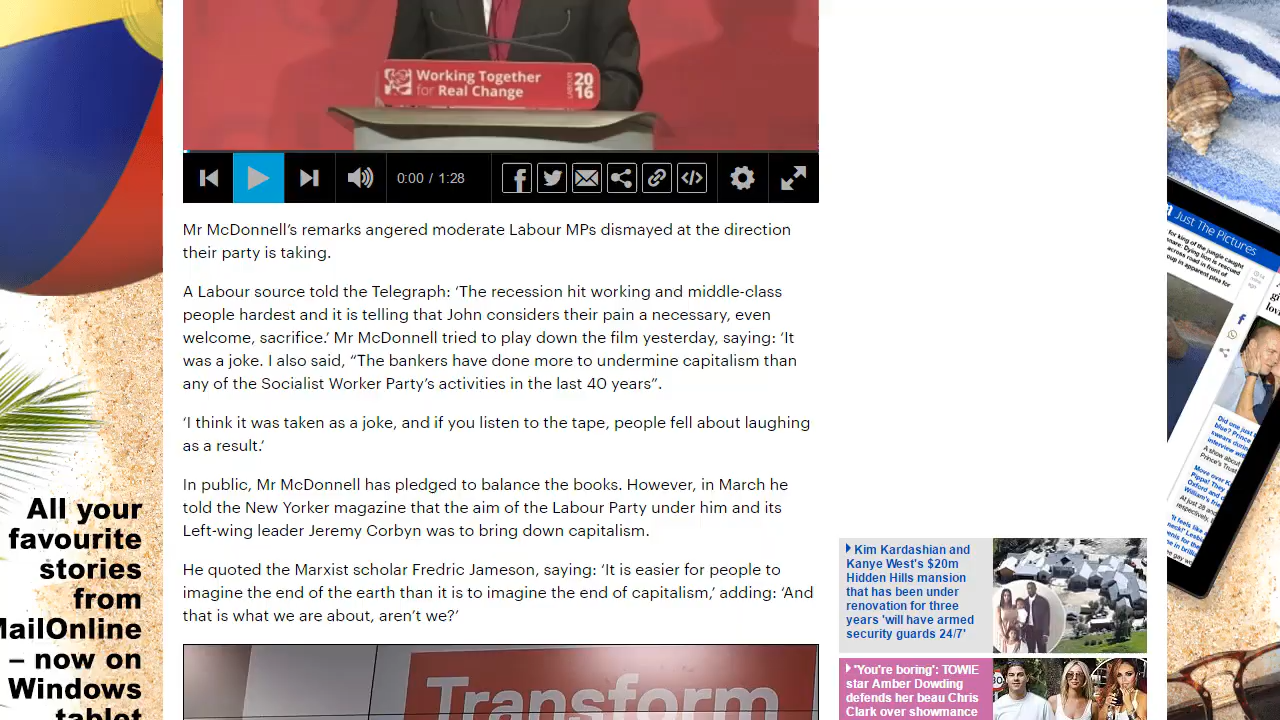 Working Together
for Real Change
LABOUR
20
16
0:00 / 1:28
Mr McDonnell's remarks angered moderate Labour MPs dismayed at the direction
their party is taking.
A Labour source told the Telegraph: ‘The recession hit working and middle-class
people hardest and it is telling that John considers their pain a necessary, even
welcome, sacrifice.’ Mr McDonnell tried to play down the film yesterday, saying: ‘It
was a joke. I also said, “The bankers have done more to undermine capitalism than
any of the Socialist Worker Party’s activities in the last 40 years”.
‘I think it was taken as a joke, and if you listen to the tape, people fell about laughing
as a result.’
In public, Mr McDonnell has pledged to balance the books. However, in March he
told the New Yorker magazine that the aim of the Labour Party under him and its
Left-wing leader Jeremy Corbyn was to bring down capitalism.
He quoted the Marxist scholar Fredric Jameson, saying: ‘It is easier for people to
imagine the end of the earth than it is to imagine the end of capitalism,’ adding: ‘And
that is what we are about, aren’t we?’
Transform
All your
favourite
stories
from
MailOnline
– now on
Windows
tablet
Kim Kardashian and
Kanye West's $20m
Hidden Hills mansion
that has been under
renovation for three
years 'will have armed
security guards 24/7'
'You're boring': TOWIE
star Amber Dowding
defends her beau Chris
Clark over showmance
Just The Pictures